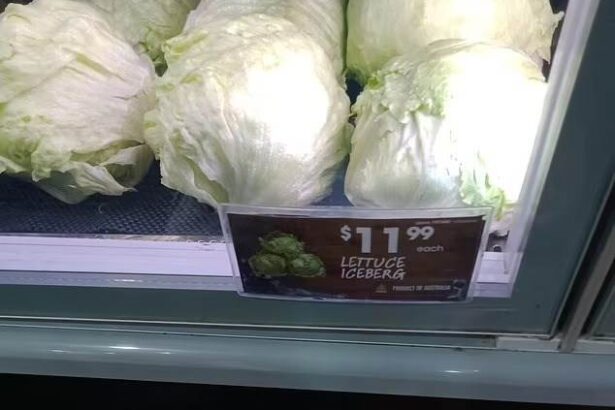 $11.99
each
LETTUCE
ICEBERG
PRODUCT OF AUSTRALIA